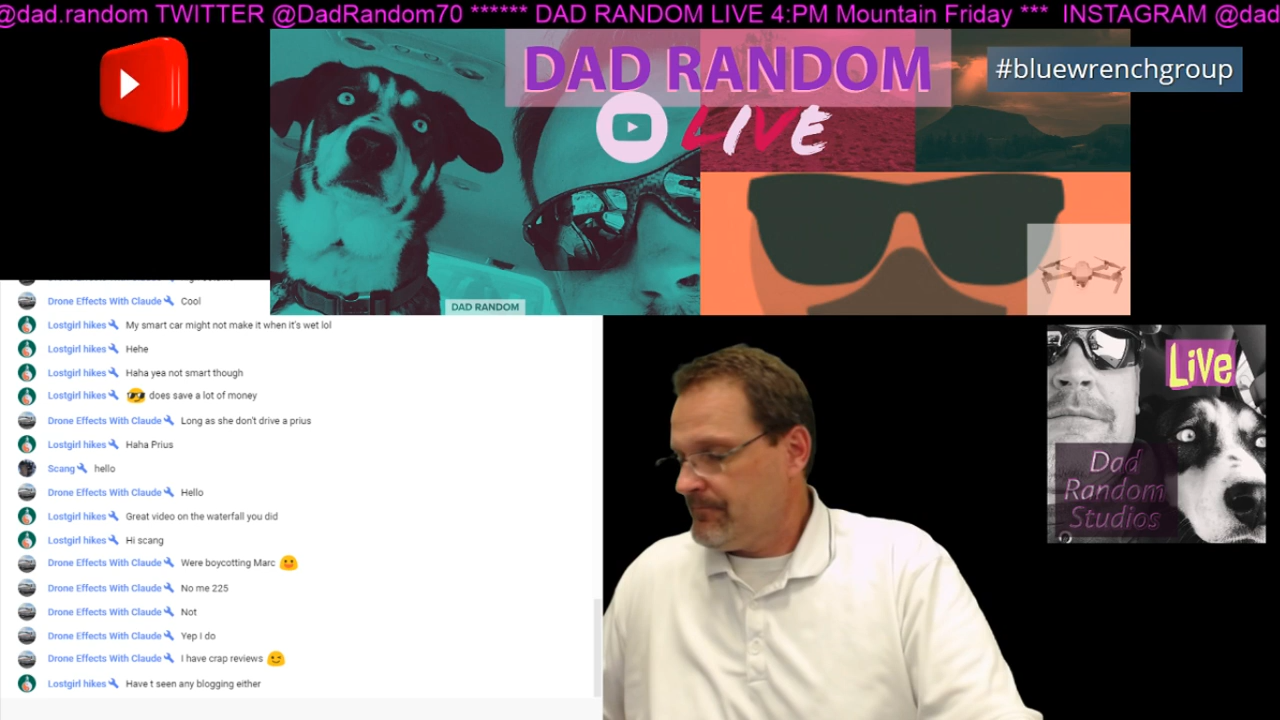 @dad.random TWITTER @DadRandom70 ****** DAD RANDOM LIVE 4:PM Mountain Friday *** INSTAGRAM @dad
DAD RANDOM
LIVE
#bluewrenchgroup
DAD RANDOM
Live
Dad
Random
Studios
Drone Effects With Claude Cool
Lostgirl hikes My smart car might not make it when it's wet lol
Lostgirl hikes Hehe
Lostgirl hikes Haha yea not smart though
Lostgirl hikes 😎 does save a lot of money
Drone Effects With Claude Long as she don't drive a prius
Lostgirl hikes Haha Prius
Scang hello
Drone Effects With Claude Hello
Lostgirl hikes Great video on the waterfall you did
Lostgirl hikes Hi scang
Drone Effects With Claude Were boycotting Marc 😛
Drone Effects With Claude No me 225
Drone Effects With Claude Not
Drone Effects With Claude Yep I do
Drone Effects With Claude I have crap reviews 😉
Lostgirl hikes Have t seen any blogging either